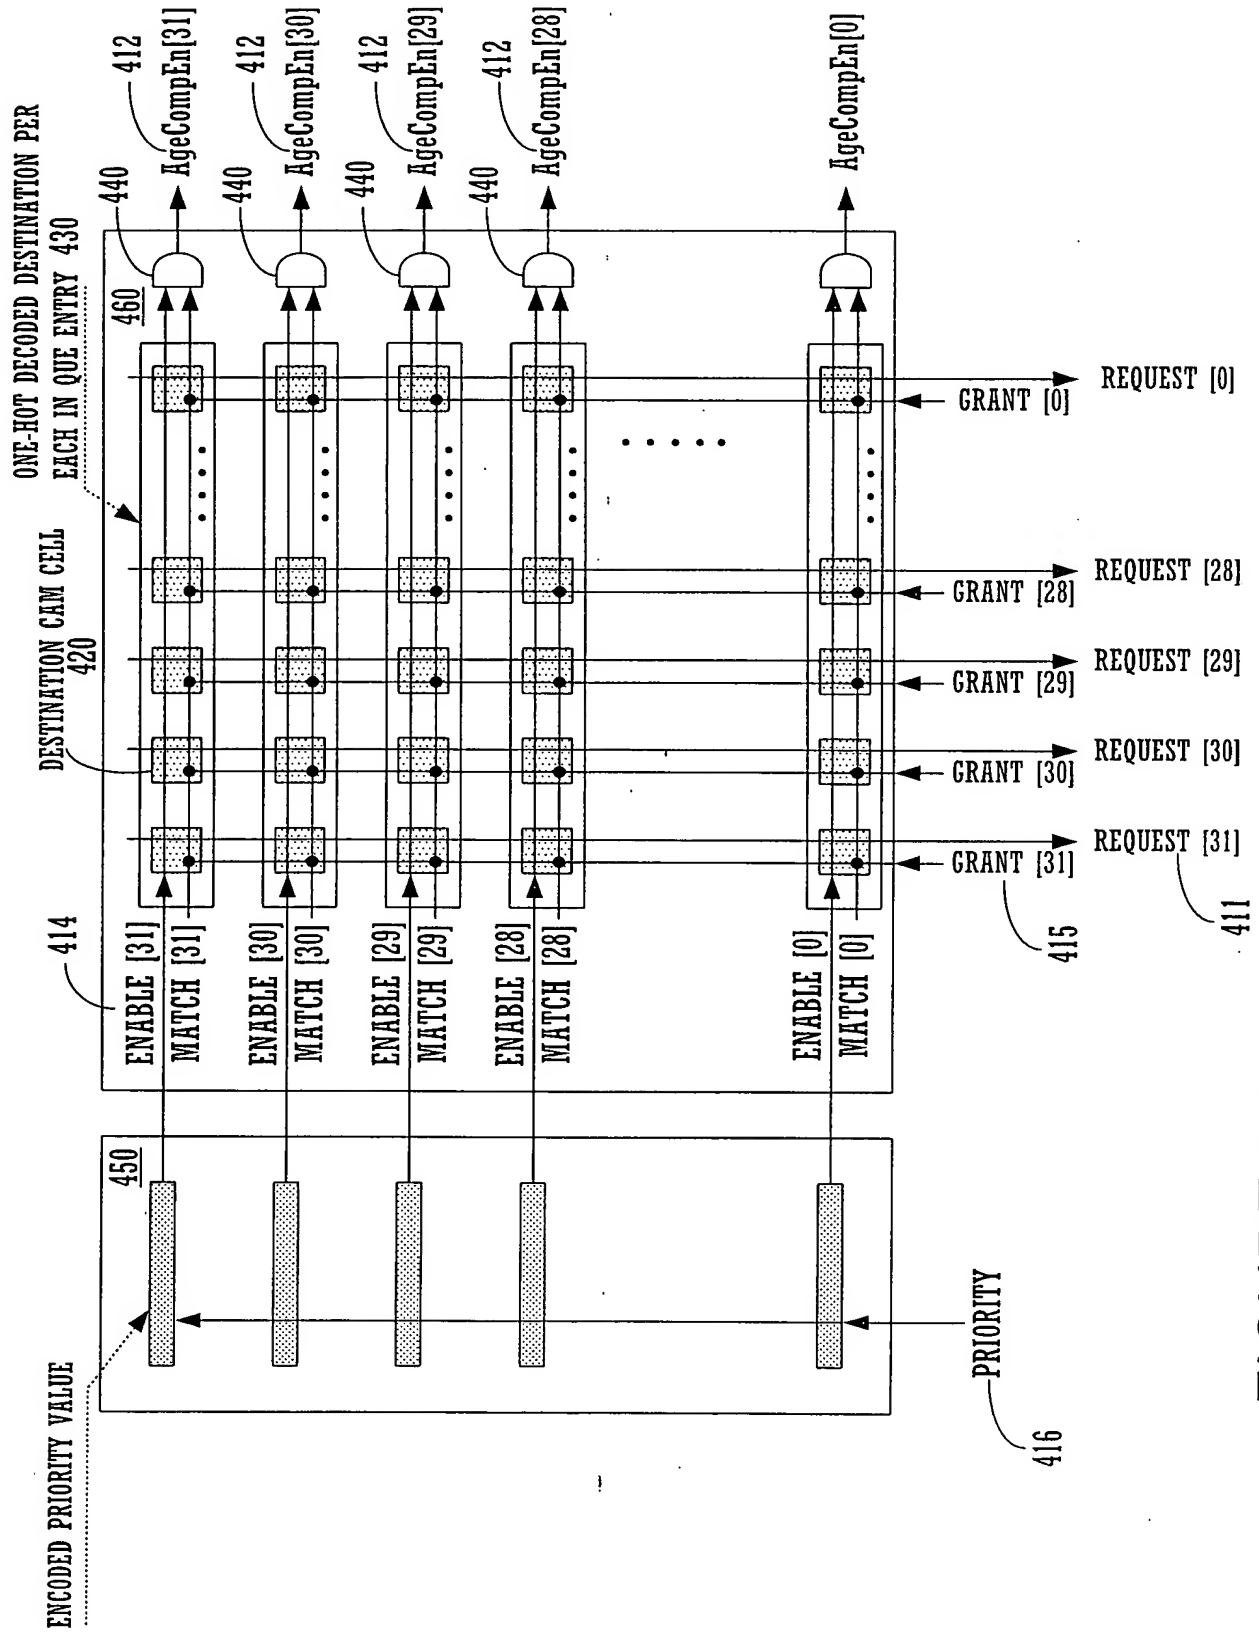 ONE-HOT DECODED DESTINATION PER
EACH IN QUE ENTRY 430
DESTINATION CAM CELL
420
ENCODED PRIORITY VALUE
450
460
414
ENABLE [31]
MATCH [31]
440
412
AgeCompEn[31]
ENABLE [30]
MATCH [30]
440
412
AgeCompEn[30]
ENABLE [29]
MATCH [29]
440
412
AgeCompEn[29]
ENABLE [28]
MATCH [28]
440
412
AgeCompEn[28]
ENABLE [0]
MATCH [0]
AgeCompEn[0]
PRIORITY
416
GRANT [31]
415
REQUEST [31]
411
GRANT [30]
REQUEST [30]
GRANT [29]
REQUEST [29]
GRANT [28]
REQUEST [28]
GRANT [0]
REQUEST [0]